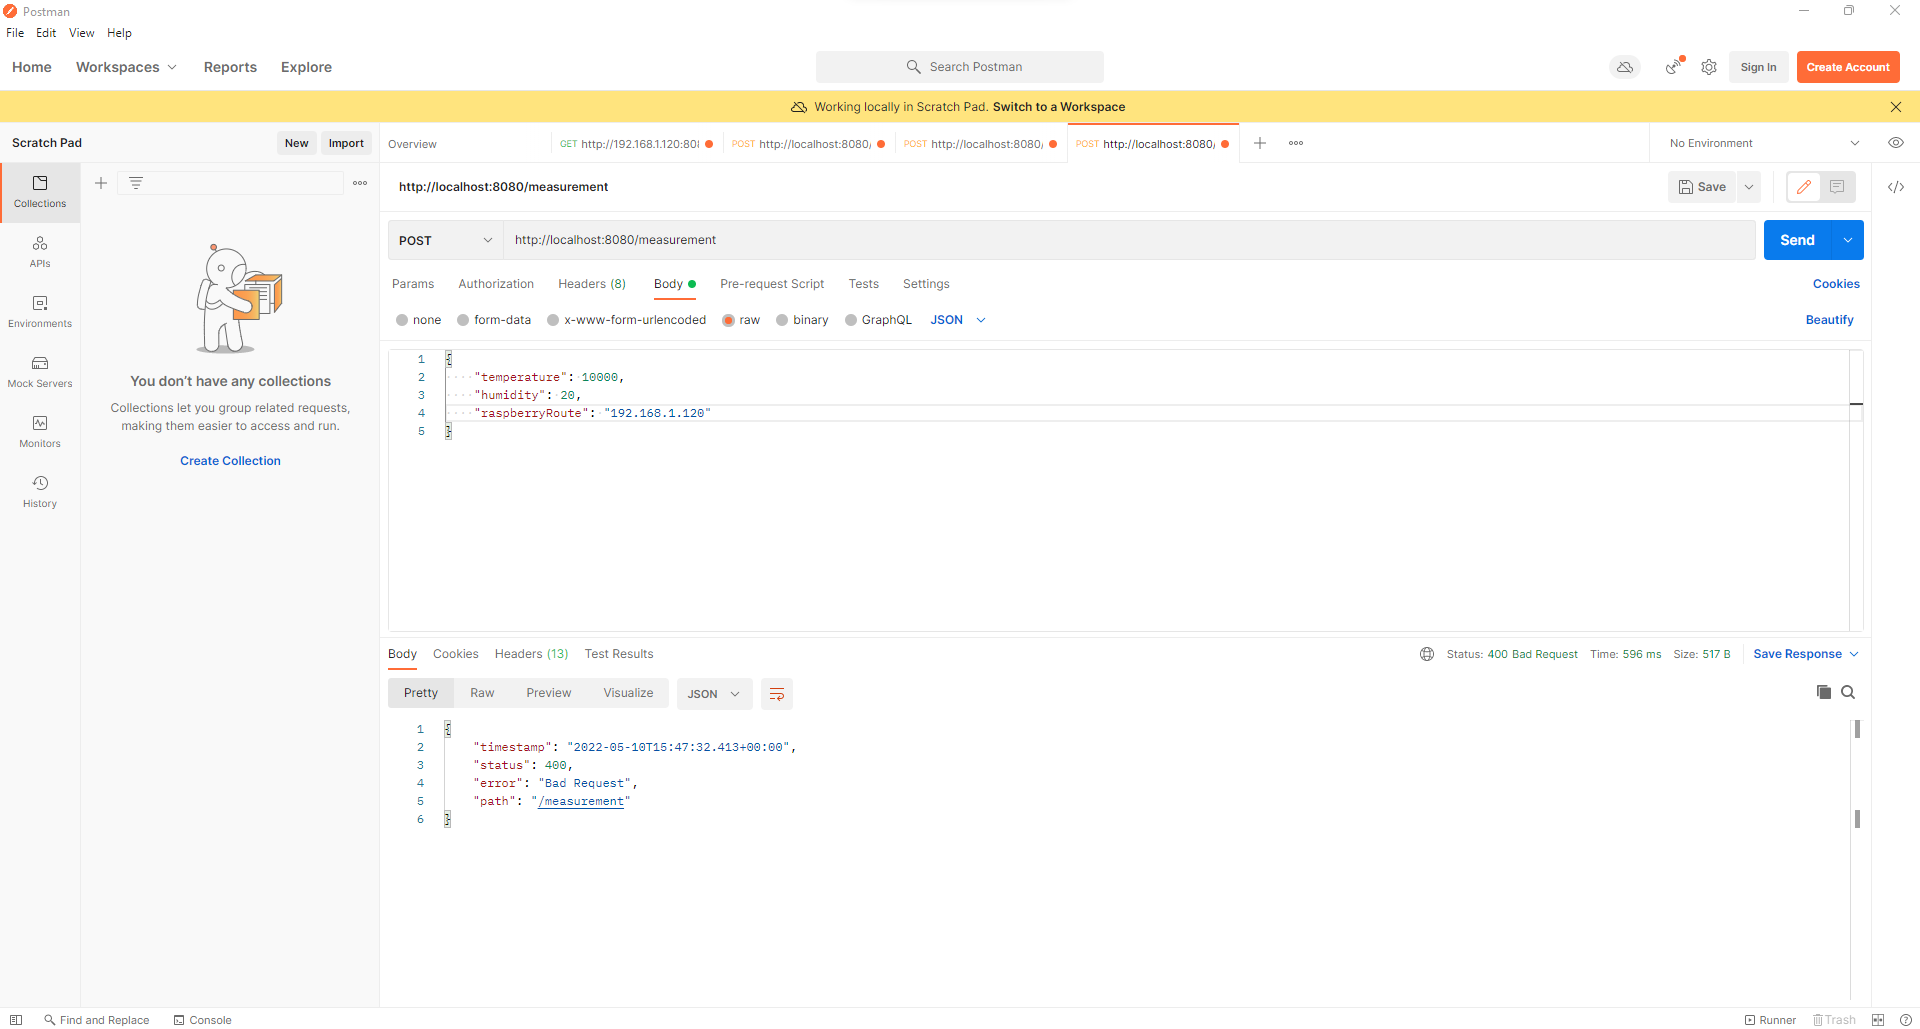 Postman
File Edit View Help
Home Workspaces Reports Explore
Search Postman
Sign In
Create Account
Working locally in Scratch Pad. Switch to a Workspace
Scratch Pad
New
Import
Overview
GET http://192.168.1.120:80
POST http://localhost:8080/
POST http://localhost:8080/
POST http://localhost:8080/
No Environment
Collections
APIs
Environments
Mock Servers
Monitors
History
You don't have any collections
Collections let you group related requests,
making them easier to access and run.
Create Collection
http://localhost:8080/measurement
Save
POST
http://localhost:8080/measurement
Send
Params Authorization Headers (8) Body Pre-request Script Tests Settings
Cookies
none form-data x-www-form-urlencoded raw binary GraphQL JSON
Beautify
1 {
2 "temperature": 10000,
3 "humidity": 20,
4 "raspberryRoute": "192.168.1.120"
5 }
Body Cookies Headers (13) Test Results
Status: 400 Bad Request Time: 596 ms Size: 517 B
Save Response
Pretty Raw Preview Visualize JSON
1 {
2 "timestamp": "2022-05-10T15:47:32.413+00:00",
3 "status": 400,
4 "error": "Bad Request",
5 "path": "/measurement"
6 }
Find and Replace
Console
Runner
Trash